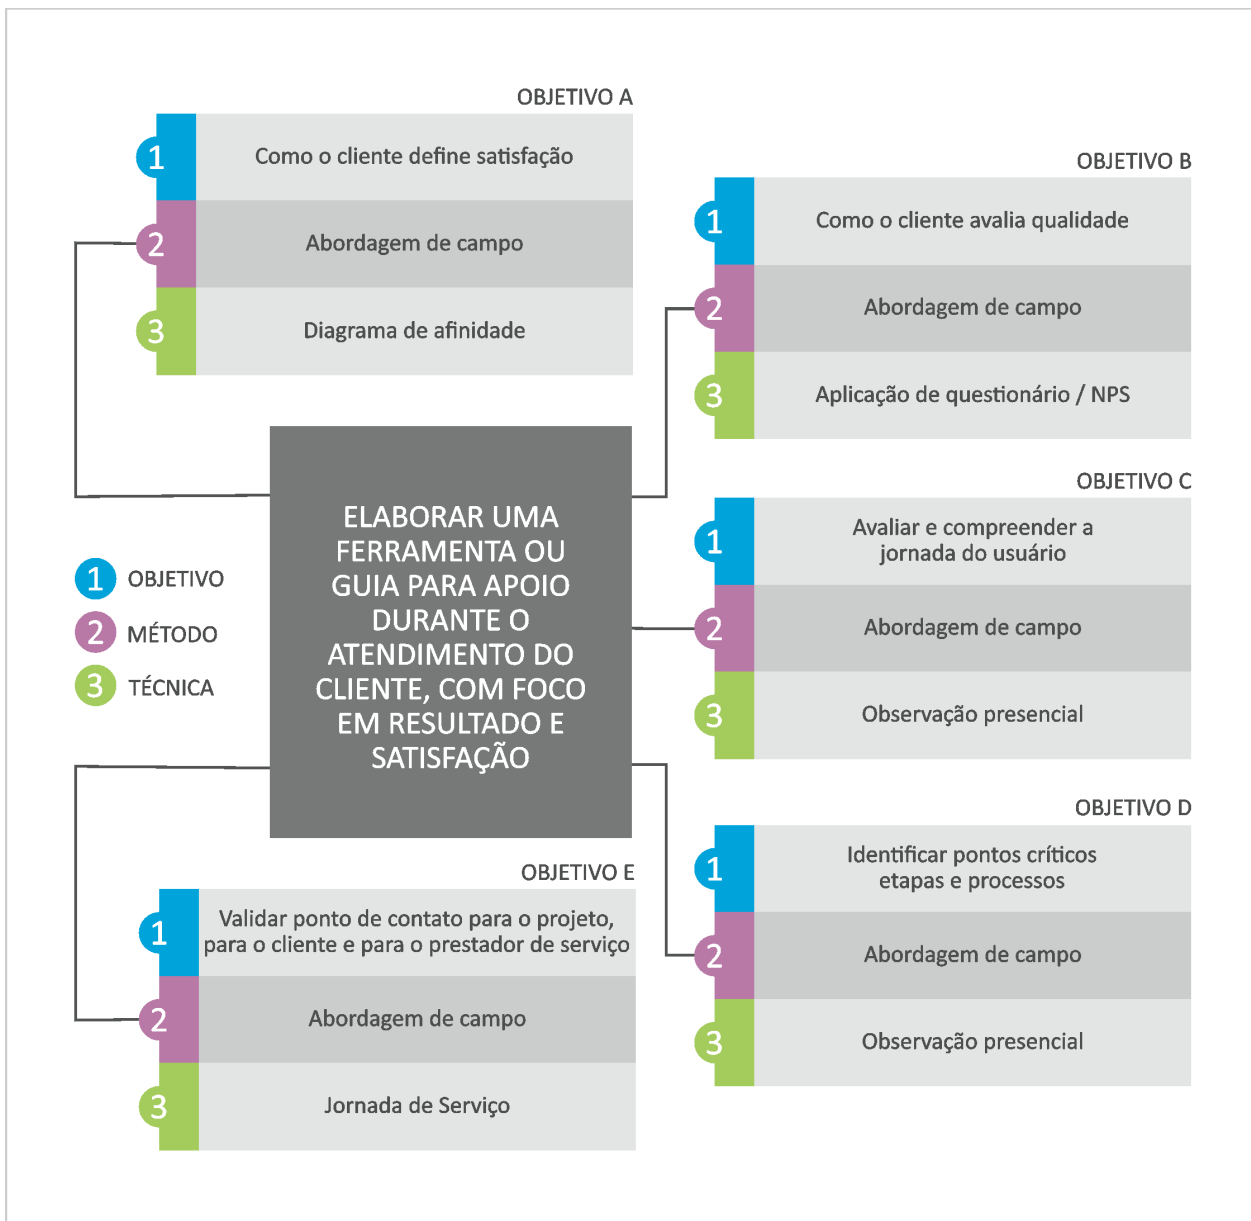 OBJETIVO A
1
Como o cliente define satisfação
2
Abordagem de campo
3
Diagrama de afinidade
OBJETIVO B
1
Como o cliente avalia qualidade
2
Abordagem de campo
3
Aplicação de questionário / NPS
ELABORAR UMA
FERRAMENTA OU
GUIA PARA APOIO
DURANTE O
ATENDIMENTO DO
CLIENTE, COM FOCO
EM RESULTADO E
SATISFAÇÃO
1 OBJETIVO
2 MÉTODO
3 TÉCNICA
OBJETIVO C
1
Avaliar e compreender a
jornada do usuário
2
Abordagem de campo
3
Observação presencial
OBJETIVO D
1
Identificar pontos críticos
etapas e processos
2
Abordagem de campo
3
Observação presencial
OBJETIVO E
1
Validar ponto de contato para o projeto,
para o cliente e para o prestador de serviço
2
Abordagem de campo
3
Jornada de Serviço